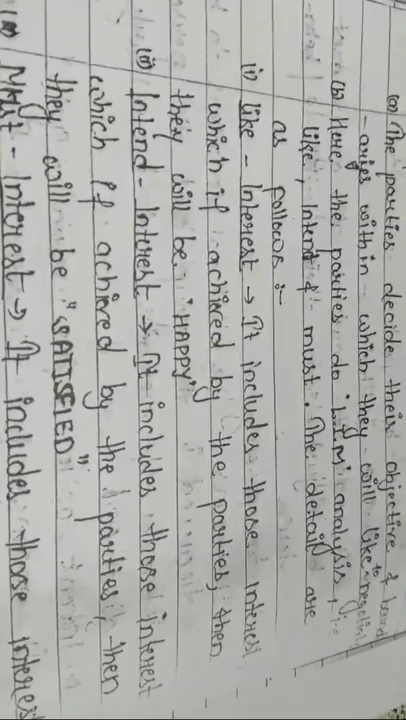 (a) The parties decide their objective & bound
-aries within which they will like to negotiat
(b) Here the parties do 'L.I.M' analysis, i.e
like, intend & must. The detail are
as follows :-
(i) Like - Interest → It includes those interest
which if achieved by the parties, then
they will be "HAPPY"
(ii) Intend - Interest → It includes those interest
which if achieved by the parties, then
they will be "SATISFIED"
(iii) Must - Interest → It includes those interest